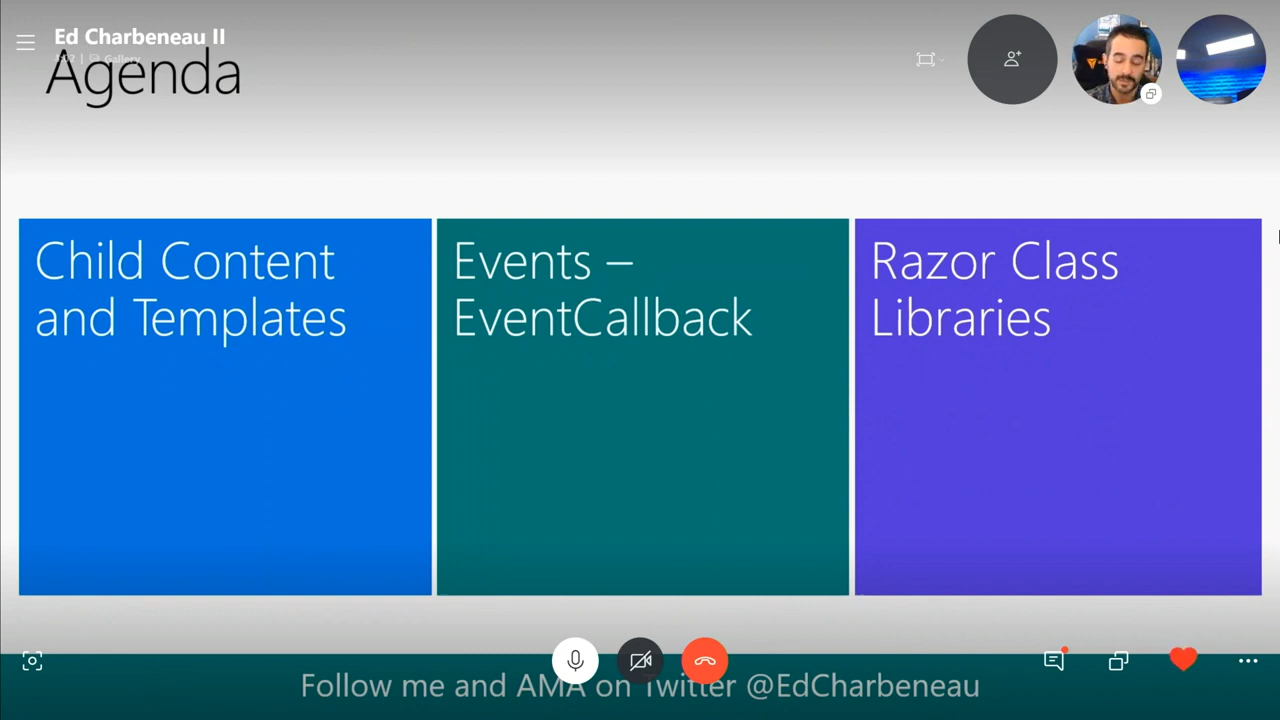 Ed Charbeneau II
Gallery
Agenda
Child Content
and Templates
Events –
EventCallback
Razor Class
Libraries
Follow me and AMA on Twitter @EdCharbeneau